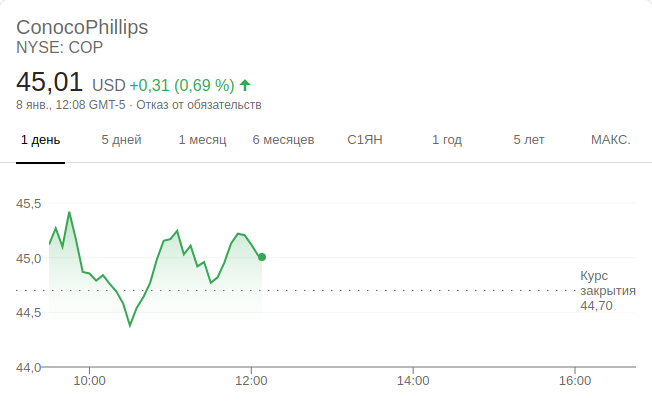 ConocoPhillips
NYSE: COP
45,01 USD +0,31 (0,69 %)
8 янв., 12:08 GMT-5 · Отказ от обязательств
1 день 5 дней 1 месяц 6 месяцев С1ЯН 1 год 5 лет МАКС.
45,5
45,0
Курс
закрытия
44,70
44,5
44,0
10:00 12:00 14:00 16:00